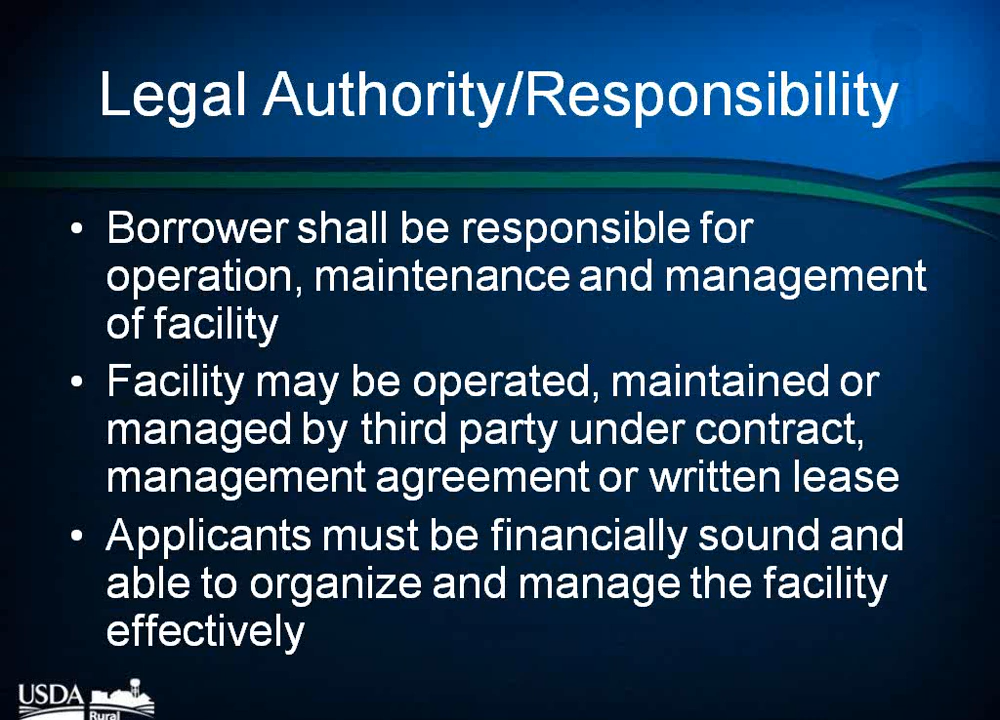 Legal Authority/Responsibility
• Borrower shall be responsible for
operation, maintenance and management
of facility
• Facility may be operated, maintained or
managed by third party under contract,
management agreement or written lease
• Applicants must be financially sound and
able to organize and manage the facility
effectively
USDA
Rural